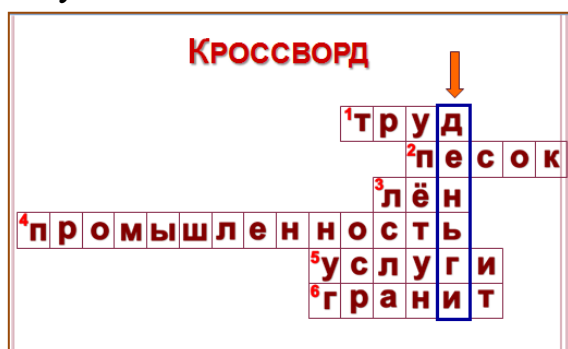 Кроссворд
1труд
2песок
3лён
4промышленность
5услуги
6гранит